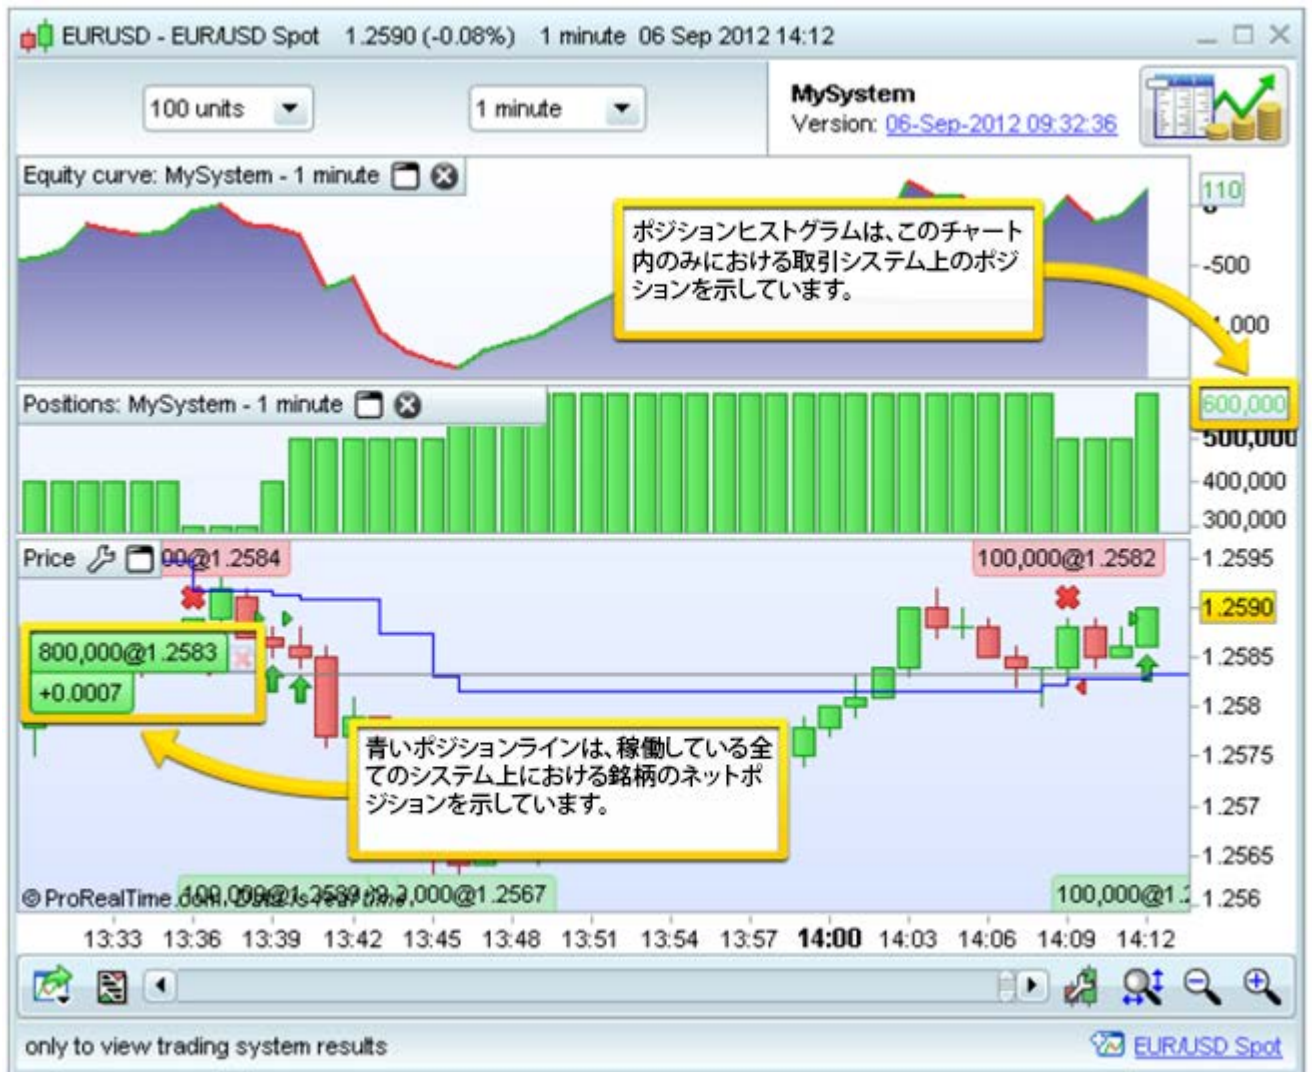 EURUSD - EUR/USD Spot 1.2590 (-0.08%) 1 minute 06 Sep 2012 14:12
100 units
1 minute
MySystem
Version: 06-Sep-2012 09:32:36
Equity curve: MySystem - 1 minute
110
-500
ポジションヒストグラムは、このチャート
内のみにおける取引システム上のポジ
ションを示しています。
Positions: MySystem - 1 minute
600,000
500,000
400,000
300,000
Price
@1.2584
100,000@1.2582
1.2595
1.2590
1.2585
1.258
1.2575
1.257
1.2565
1.256
800,000@1.2583
+0.0007
青いポジションラインは、稼働している全
てのシステム上における銘柄のネットポ
ジションを示しています。
© ProRealTime.com
,000@1.2567
100,000@1.2
13:33 13:36 13:39 13:42 13:45 13:48 13:51 13:54 13:57 14:00 14:03 14:06 14:09 14:12
only to view trading system results
EUR/USD Spot